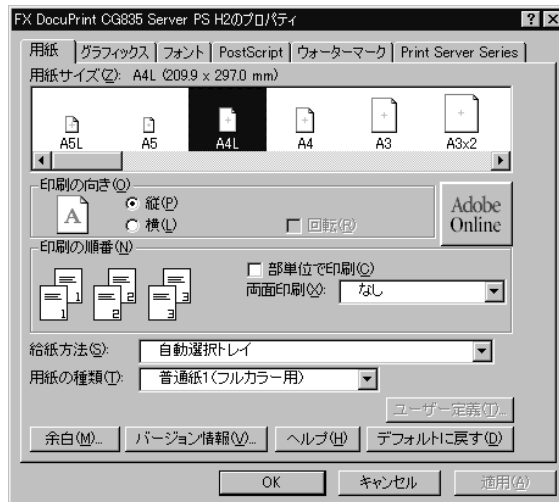 FX DocuPrint CG835 Server PS H2のプロパティ
用紙 グラフィックス フォント PostScript ウォーターマーク Print Server Series
用紙サイズ(Z): A4L (209.9 x 297.0 mm)
A5L A5 A4L A4 A3 A3x2
印刷の向き(O)
A 縦(P)
横(L) 回転(R)
Adobe
Online
印刷の順番(N)
1 1 2 2 3 3
部単位で印刷(C)
両面印刷(X): なし
給紙方法(S): 自動選択トレイ
用紙の種類(T): 普通紙1(フルカラー用)
ユーザー定義(T)...
余白(M)... バージョン情報(V)... ヘルプ(H) デフォルトに戻す(D)
OK キャンセル 適用(A)